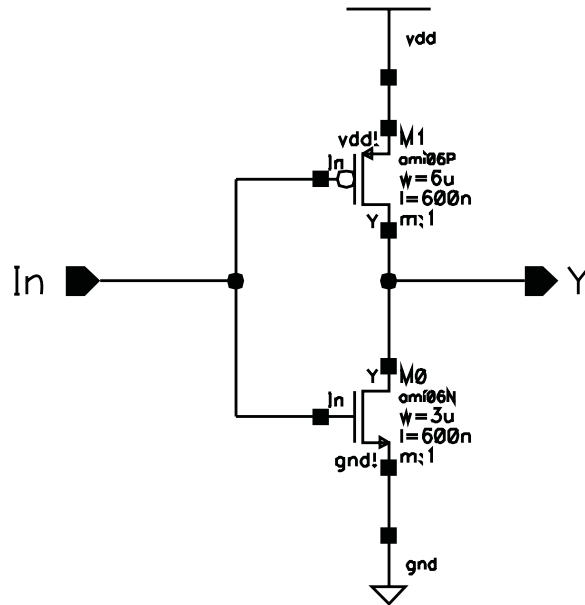 vdd
vdd!
M1
In
ami06P
w=6u
l=600n
Y
m:1
In
Y
Y
M0
In
ami06N
w=3u
l=600n
gnd!
m:1
gnd